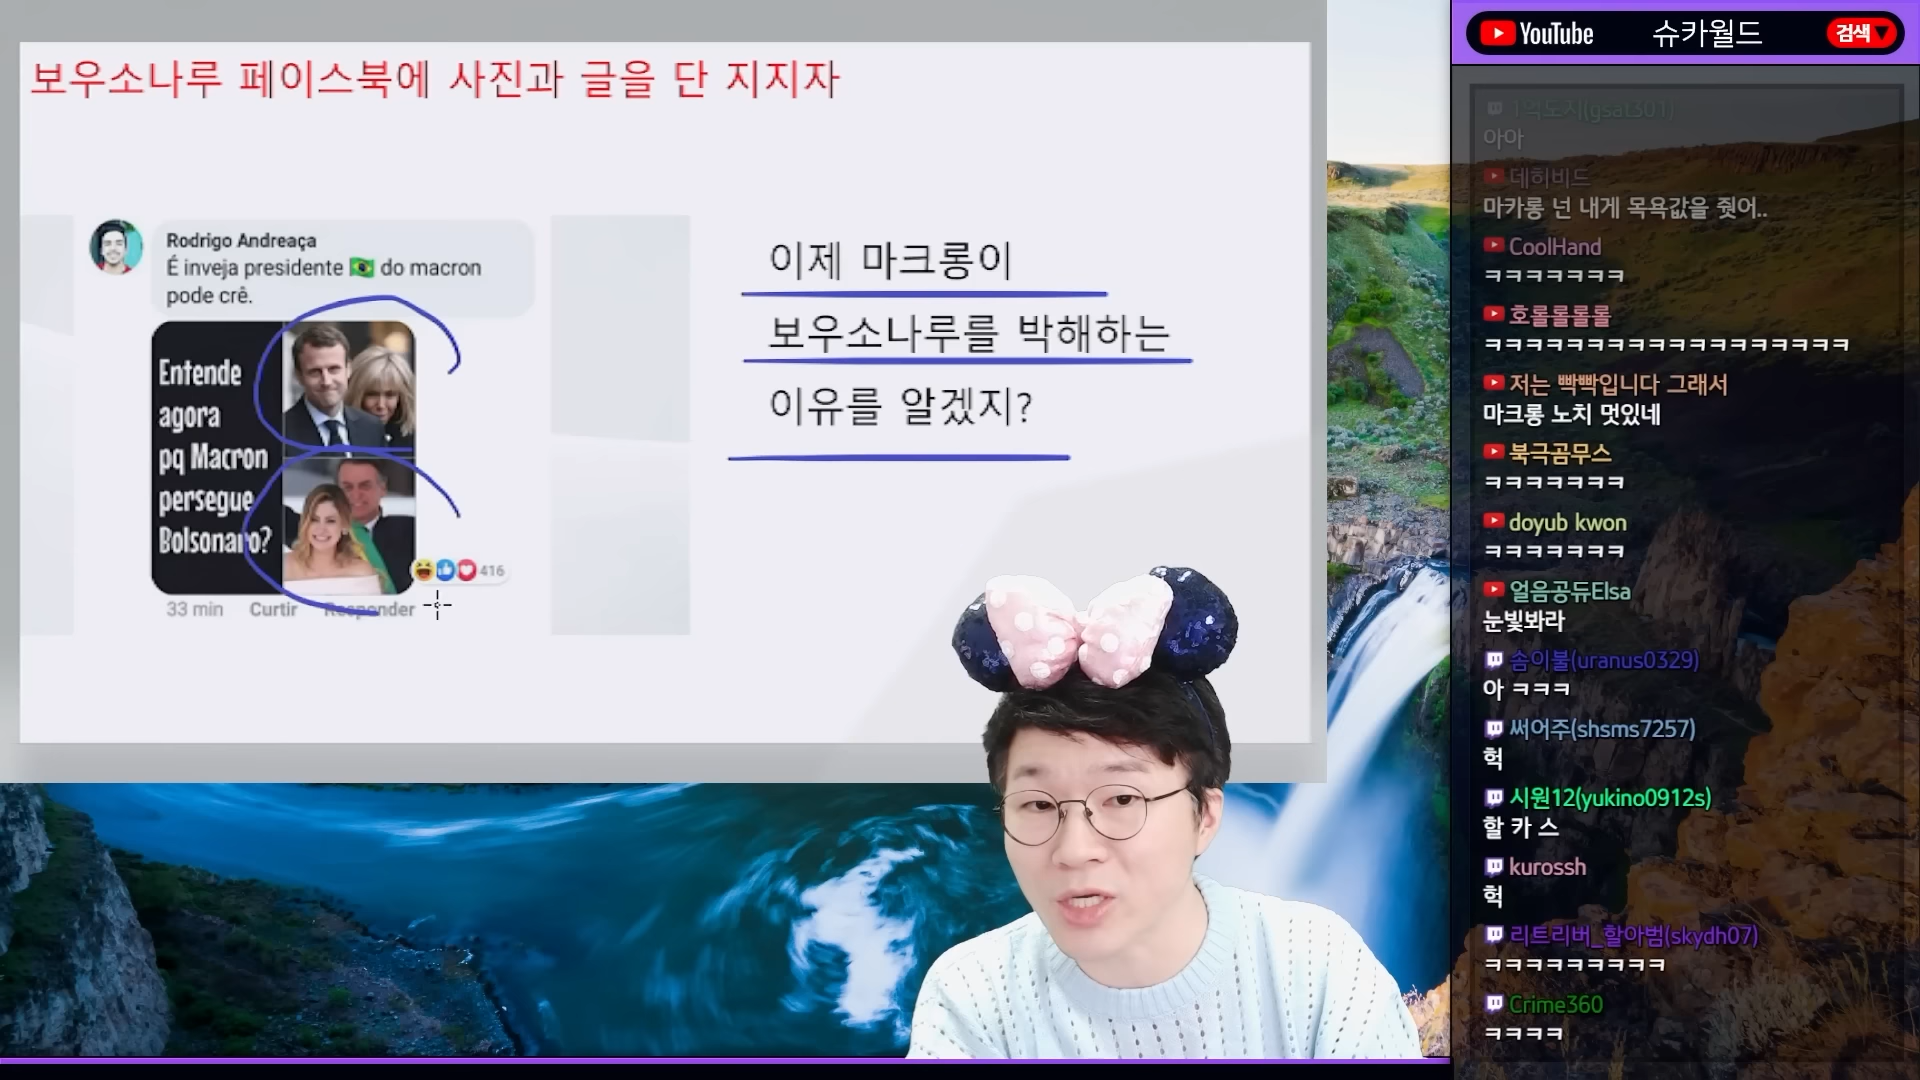 보우소나루 페이스북에 사진과 글을 단 지지자
Rodrigo Andreaça
É inveja presidente 🇧🇷 do macron
pode crê.
Entende
agora
pq Macron
persegue
Bolsonaro?
416
33 min Curtir Responder
이제 마크롱이
보우소나루를 박해하는
이유를 알겠지?
YouTube 슈카월드 검색
1억도지(gsat301)
아아
데히비드
마카롱 넌 내게 목욕값을 줬어..
CoolHand
ㅋㅋㅋㅋㅋㅋㅋ
호롤롤롤롤
ㅋㅋㅋㅋㅋㅋㅋㅋㅋㅋㅋㅋㅋㅋㅋㅋㅋㅋ
저는 빡빡입니다 그래서
마크롱 노치 멋있네
북극곰무스
ㅋㅋㅋㅋㅋㅋㅋ
doyub kwon
ㅋㅋㅋㅋㅋㅋㅋ
얼음공듀Elsa
눈빛봐라
솜이불(uranus0329)
아 ㅋㅋㅋ
써어주(shsms7257)
헉
시원12(yukino0912s)
할 카 스
kurossh
헉
리트리버_할아범(skydh07)
ㅋㅋㅋㅋㅋㅋㅋㅋㅋ
Crime360
ㅋㅋㅋㅋ